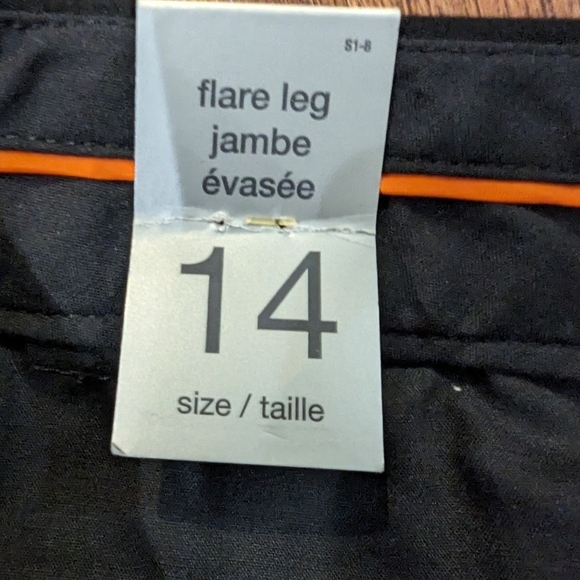 S1-8
flare leg
jambe
évasée
14
size / taille